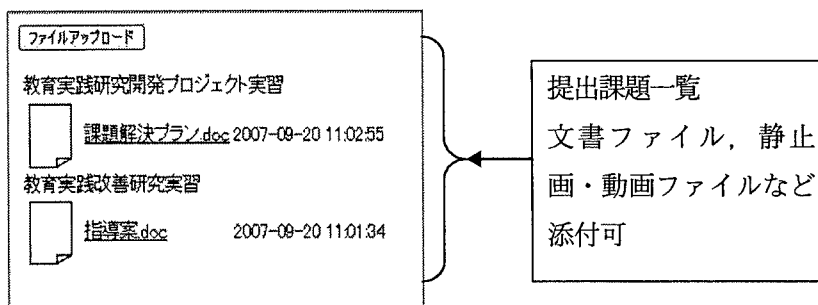 ファイルアップロード
教育実践研究開発プロジェクト実習
課題解決プラン.doc 2007-09-20 11:02:55
教育実践改善研究実習
指導案.doc 2007-09-20 11:01:34
提出課題一覧
文書ファイル，静止
画・動画ファイルなど
添付可